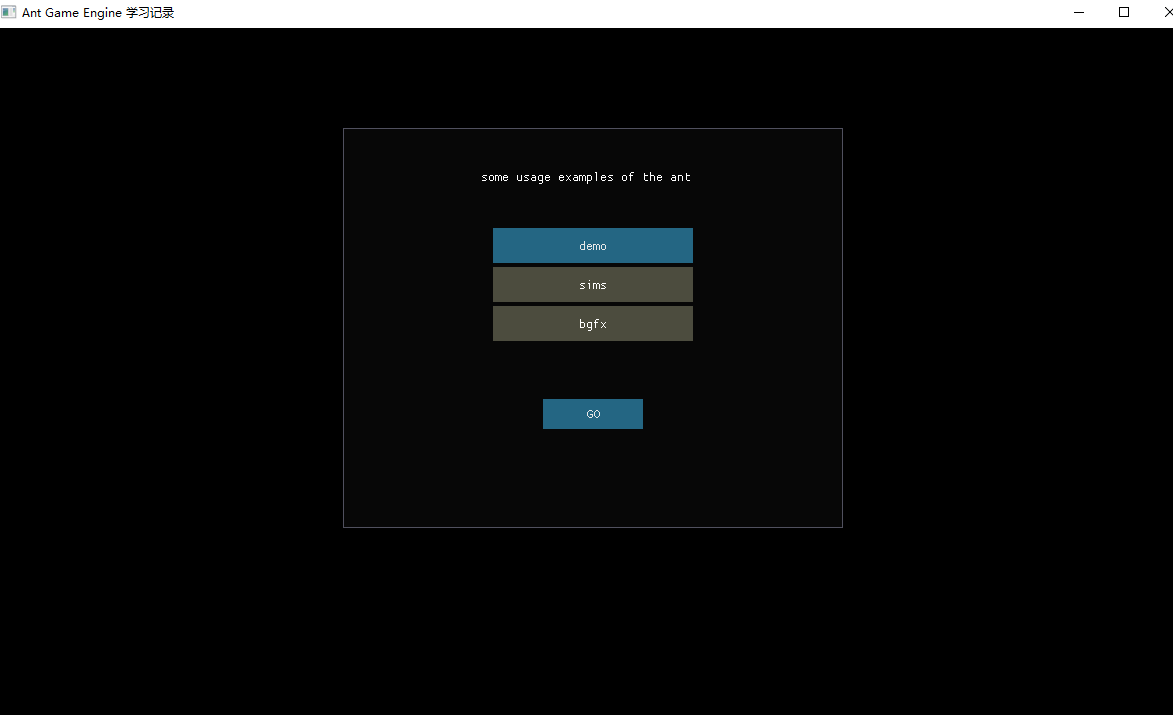 Ant Game Engine 学习记录
some usage examples of the ant
demo
sims
bgfx
GO